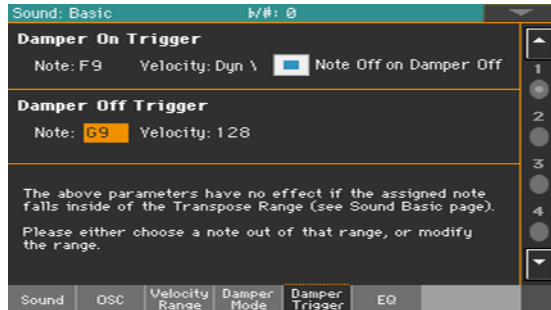 Sound: Basic b/#: 0
Damper On Trigger
Note: F9 Velocity: Dyn \ Note Off on Damper Off
1
Damper Off Trigger
2
Note: G9 Velocity: 128
3
The above parameters have no effect if the assigned note
falls inside of the Transpose Range (see Sound Basic page).
4
Please either choose a note out of that range, or modify
the range.
Sound OSC Velocity Range Damper Mode Damper Trigger EQ